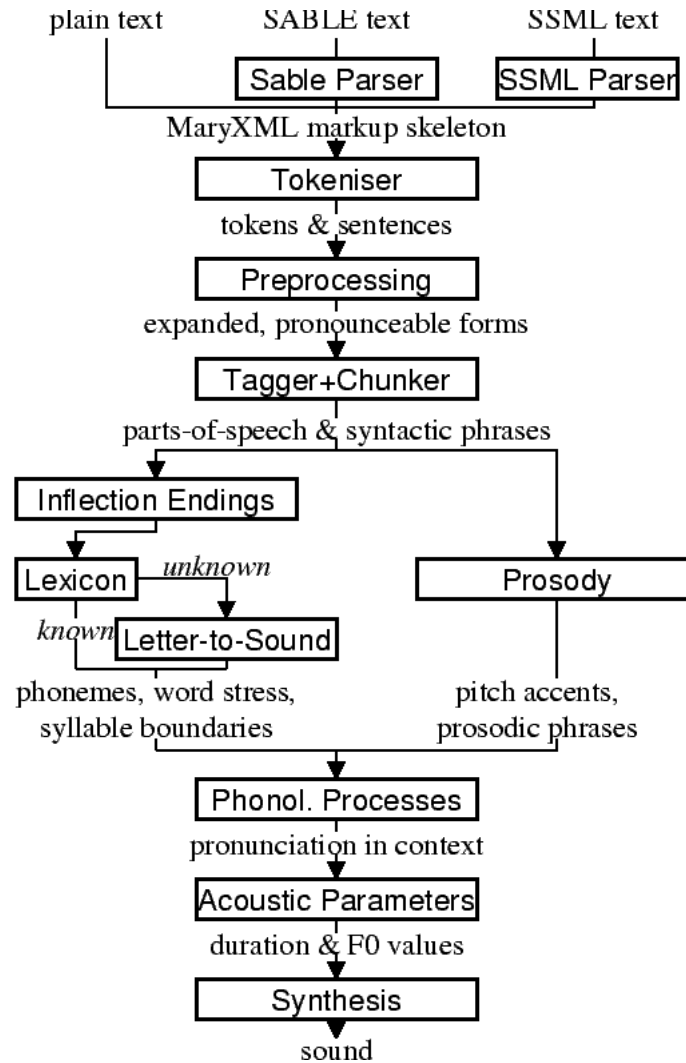 plain text
SABLE text
SSML text
Sable Parser
SSML Parser
MaryXML markup skeleton
Tokeniser
tokens & sentences
Preprocessing
expanded, pronounceable forms
Tagger+Chunker
parts-of-speech & syntactic phrases
Inflection Endings
Lexicon
unknown
Prosody
known
Letter-to-Sound
phonemes, word stress,
syllable boundaries
pitch accents,
prosodic phrases
Phonol. Processes
pronunciation in context
Acoustic Parameters
duration & F0 values
Synthesis
sound